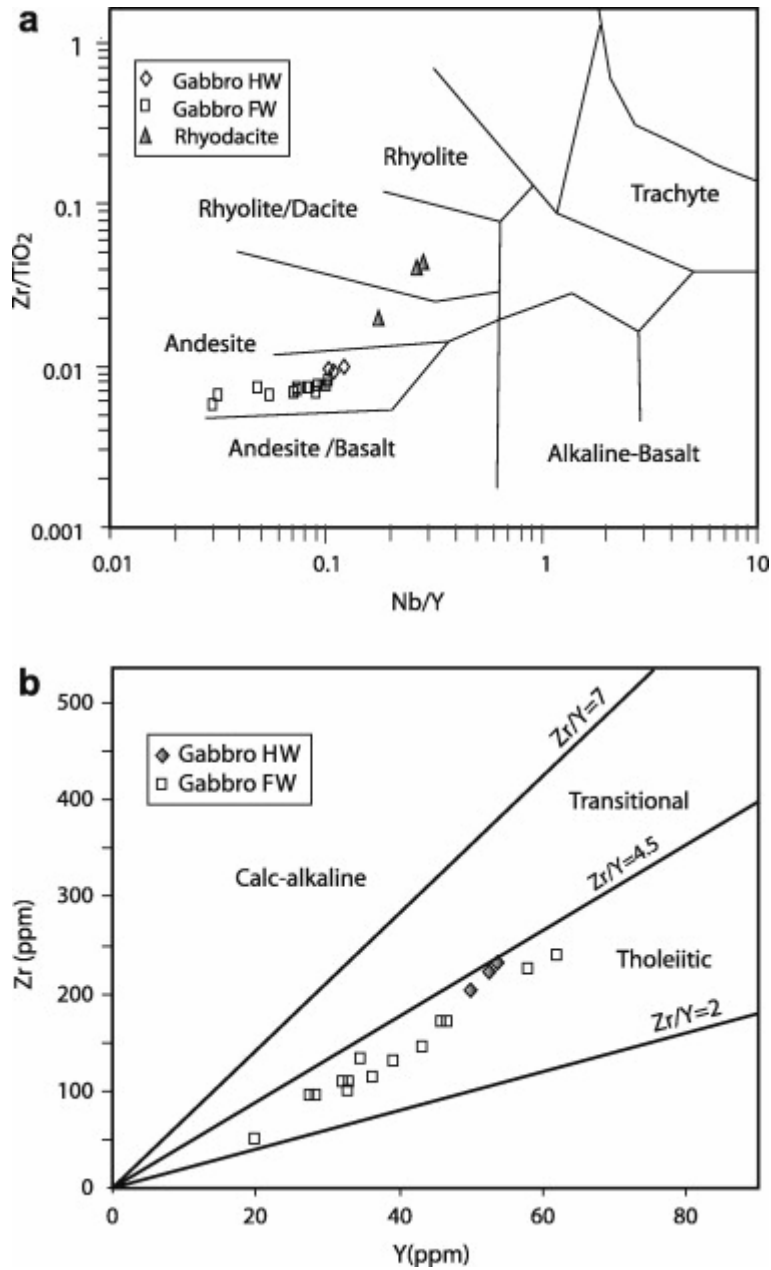 a
1
0.1
0.01
0.001
Zr/TiO2
Gabbro HW
Gabbro FW
Rhyodacite
Rhyolite
Trachyte
Rhyolite/Dacite
Andesite
Andesite /Basalt
Alkaline-Basalt
0.01
0.1
1
10
Nb/Y
b
500
400
300
200
100
0
Zr (ppm)
Gabbro HW
Gabbro FW
Zr/Y=7
Transitional
Calc-alkaline
Zr/Y=4.5
Tholeiitic
Zr/Y=2
0
20
40
60
80
Y(ppm)